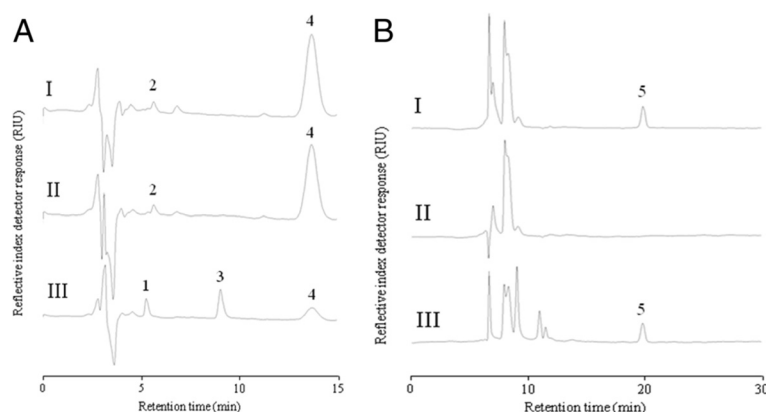 A
Reflective index detector response (RIU)
I
2
4
II
2
4
III
1
3
4
0
5
10
15
Retention time (min)
B
Reflective index detector response (RIU)
I
5
II
III
5
0
10
20
30
Retention time (min)